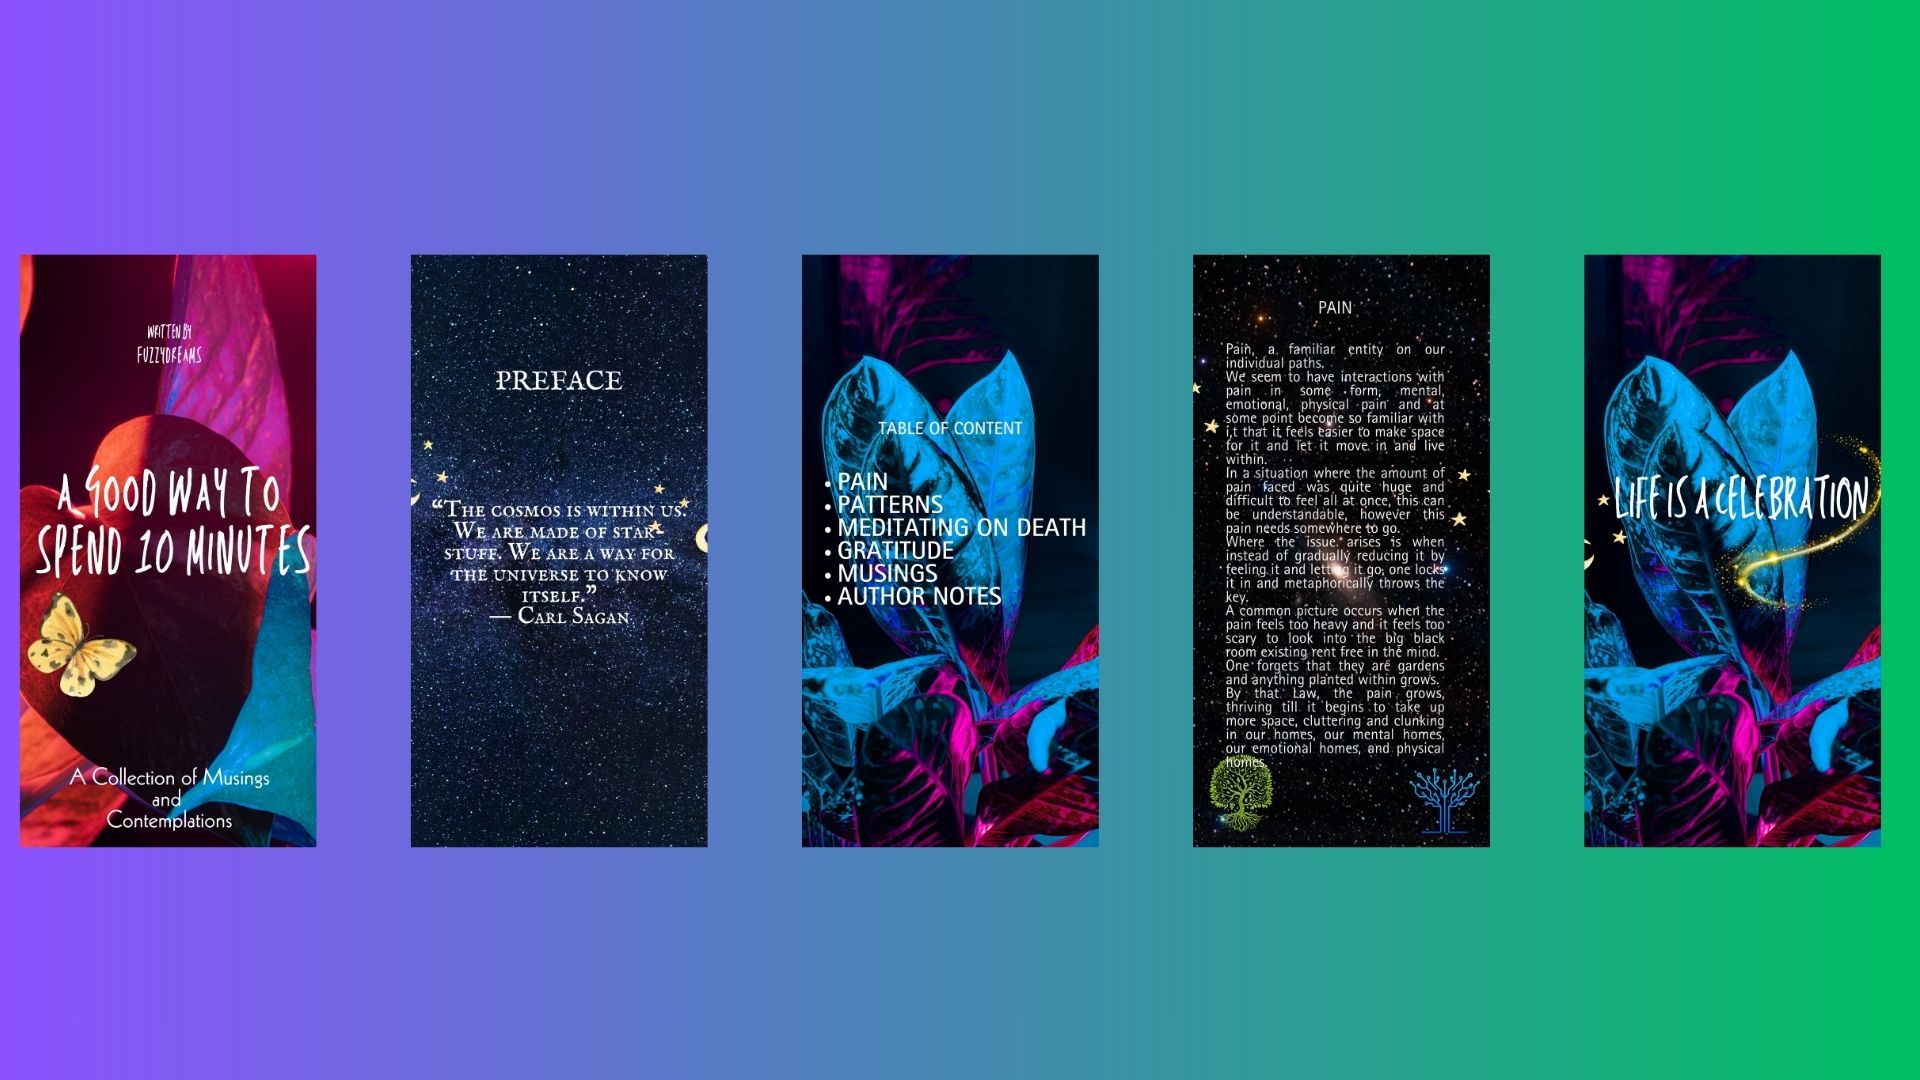 WRITTEN BY
FUZZYDREAMS
A GOOD WAY TO
SPEND 10 MINUTES
A Collection of Musings
and
Contemplations
PREFACE
“The cosmos is within us.
We are made of star-
stuff. We are a way for
the universe to know
itself.”
— Carl Sagan
TABLE OF CONTENT
• PAIN
• PATTERNS
• MEDITATING ON DEATH
• GRATITUDE
• MUSINGS
• AUTHOR NOTES
PAIN
Pain, a familiar entity on our
individual paths.
We seem to have interactions with
pain in some form, mental,
emotional, physical pain and at
some point become so familiar with
i,t that it feels easier to make space
for it and let it move in and live
within.
In a situation where the amount of
pain faced was quite huge and
difficult to feel all at once, this can
be understandable, however this
pain needs somewhere to go.
Where the issue arises is when
instead of gradually reducing it by
feeling it and letting it go, one locks
it in and metaphorically throws the
key.
A common picture occurs when the
pain feels too heavy and it feels too
scary to look into the big black
room existing rent free in the mind.
One forgets that they are gardens
and anything planted within grows.
By that Law, the pain grows,
thriving till it begins to take up
more space, cluttering and clunking
in our homes, our mental homes,
our emotional homes, and physical
homes.
LIFE IS A CELEBRATION